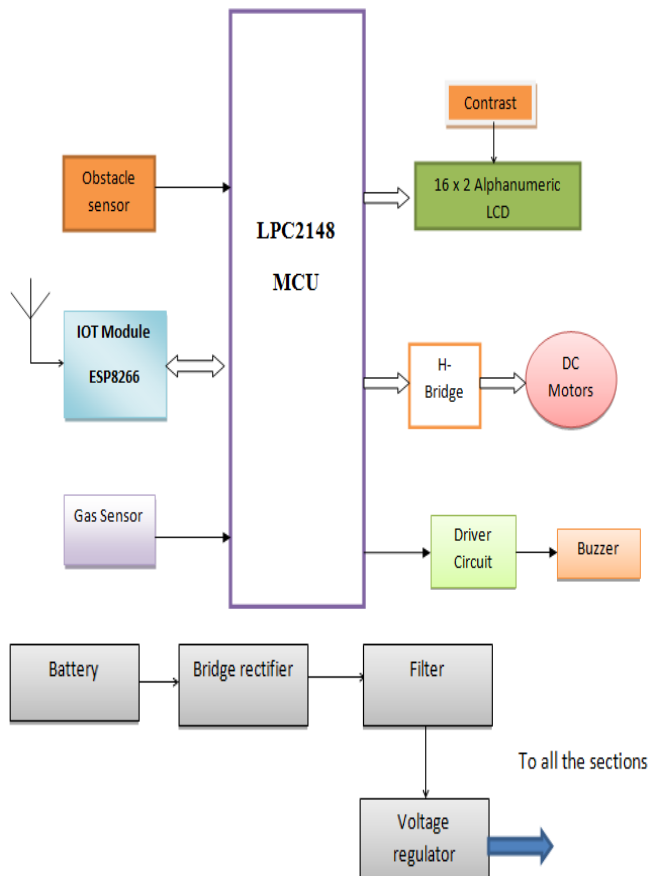 Contrast
Obstacle
sensor
16 x 2 Alphanumeric
LCD
LPC2148
MCU
IOT Module
ESP8266
H-
Bridge
DC
Motors
Gas Sensor
Driver
Circuit
Buzzer
Battery
Bridge rectifier
Filter
To all the sections
Voltage
regulator